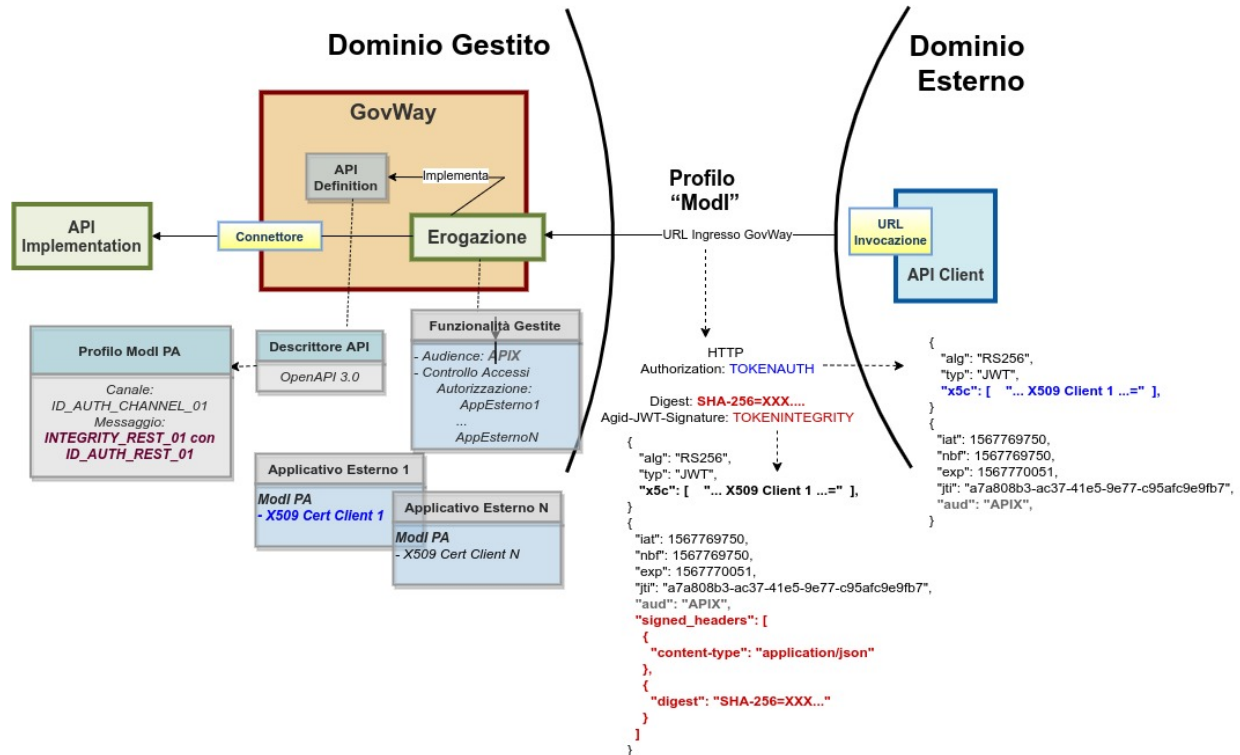 Dominio Gestito
Dominio
Esterno
GovWay
API
Definition
Implementa
Profilo
“ModI”
API
Implementation
Connettore
Erogazione
URL Ingresso GovWay
URL
Invocazione
API Client
Profilo ModI PA
Canale:
ID_AUTH_CHANNEL_01
Messaggio:
INTEGRITY_REST_01 con
ID_AUTH_REST_01
Descrittore API
OpenAPI 3.0
Funzionalità Gestite
- Audience: APIX
- Controllo Accessi
Autorizzazione:
AppEsterno1
...
AppEsternoN
Applicativo Esterno 1
ModI PA
- X509 Cert Client 1
Applicativo Esterno N
ModI PA
- X509 Cert Client N
HTTP
Authorization: TOKENAUTH
Digest: SHA-256=XXX....
Agid-JWT-Signature: TOKENINTEGRITY
{
"alg": "RS256",
"typ": "JWT",
"x5c": [ "... X509 Client 1 ...=" ],
}
{
"iat": 1567769750,
"nbf": 1567769750,
"exp": 1567770051,
"jti": "a7a808b3-ac37-41e5-9e77-c95afc9e9fb7",
"aud": "APIX",
"signed_headers": [
{
"content-type": "application/json"
},
{
"digest": "SHA-256=XXX..."
}
]
}
{
"alg": "RS256",
"typ": "JWT",
"x5c": [ "... X509 Client 1 ...=" ],
}
{
"iat": 1567769750,
"nbf": 1567769750,
"exp": 1567770051,
"jti": "a7a808b3-ac37-41e5-9e77-c95afc9e9fb7",
"aud": "APIX",
}